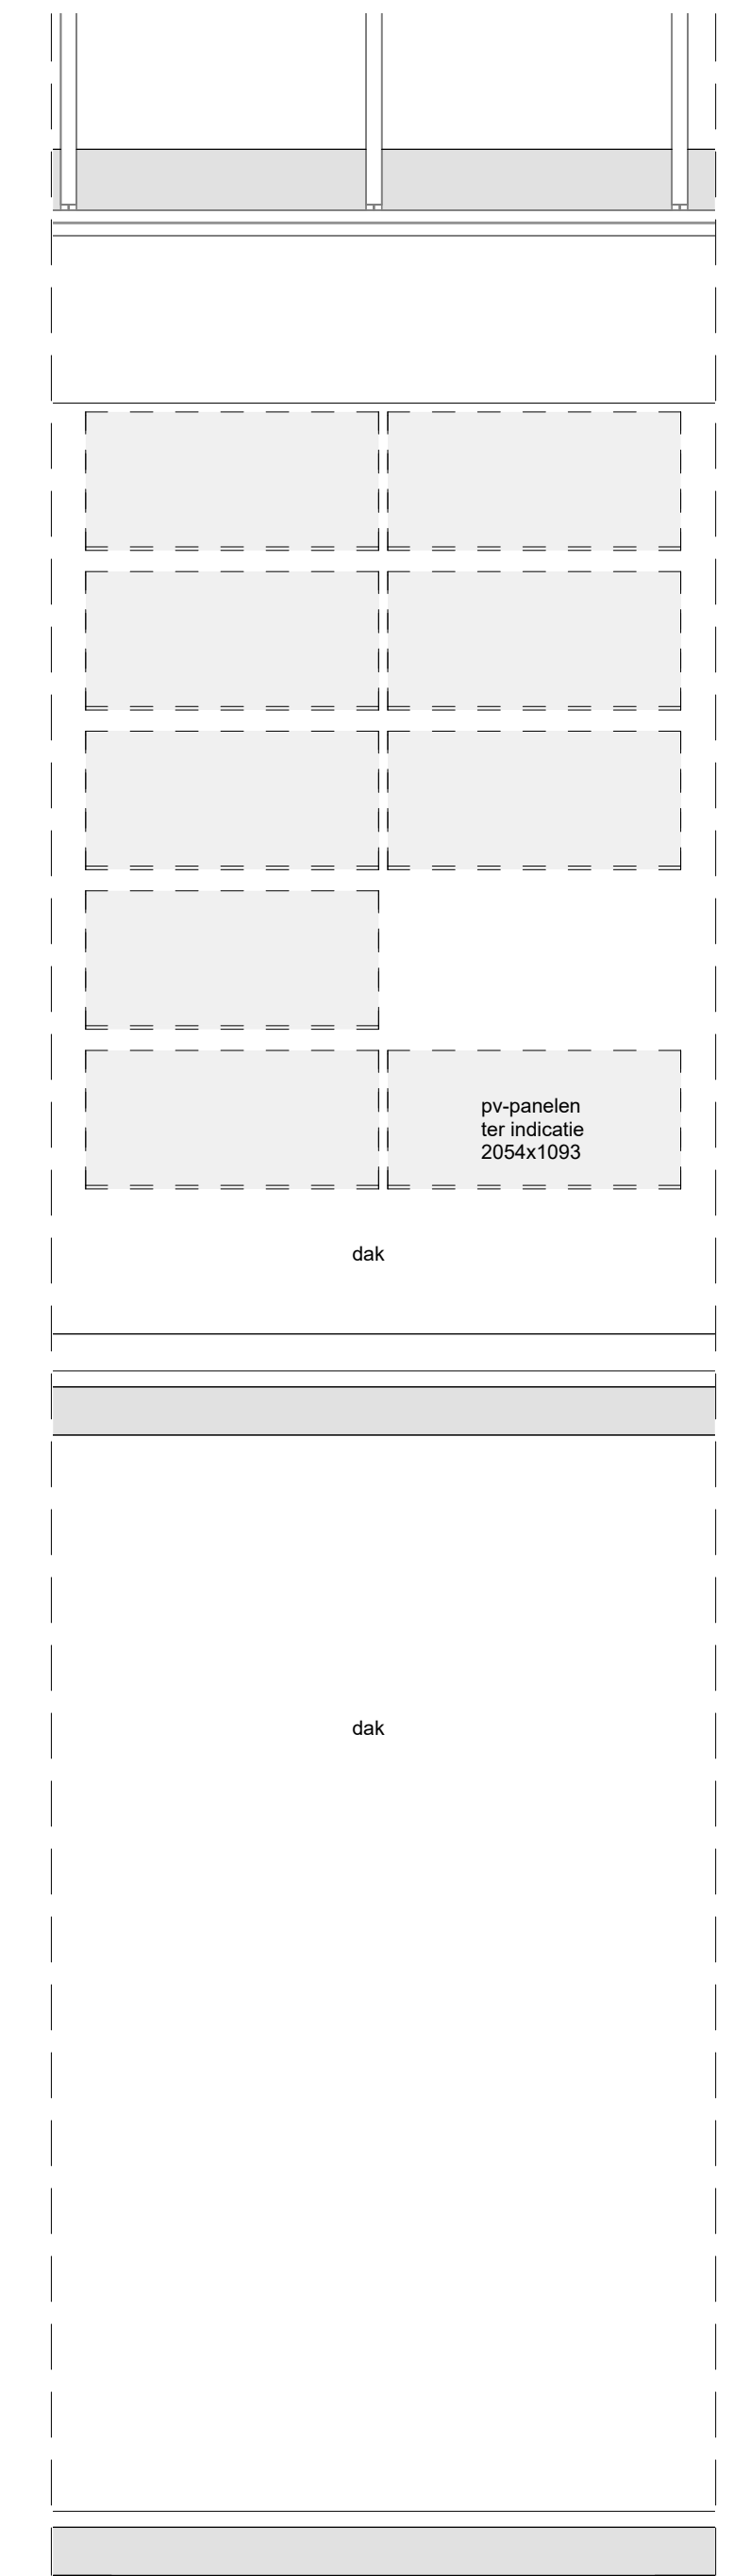 pv-panelen
ter indicatie
2054x1093
dak
dak